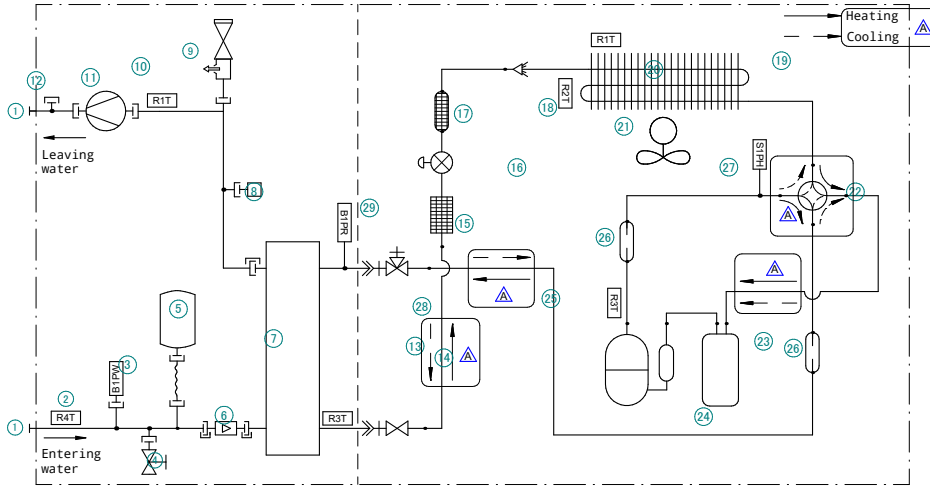 Heating
A
Cooling
R1T
19
9
10
11
12
R1T
20
R2T
18
17
21
1
Leaving
water
16
27
S1PH
8
22
A
29
B1PR
15
26
A
A
25
5
R3T
28
7
13
14
A
23
26
3
B1PW
2
24
6
R4T
R3T
1
Entering
water
4